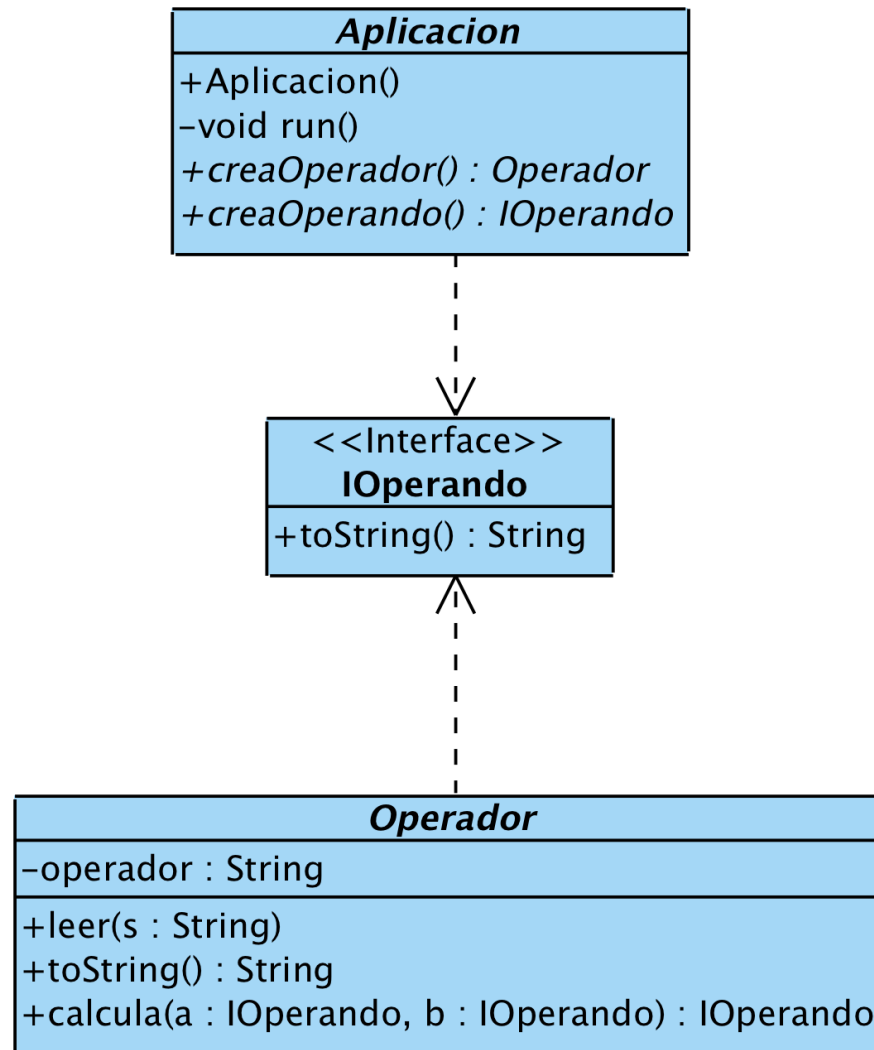 Aplicacion
+Aplicacion()
-void run()
+creaOperador() : Operador
+creaOperando() : IOperando
<<Interface>>
IOperando
+toString() : String
Operador
-operador : String
+leer(s : String)
+toString() : String
+calcula(a : IOperando, b : IOperando) : IOperando